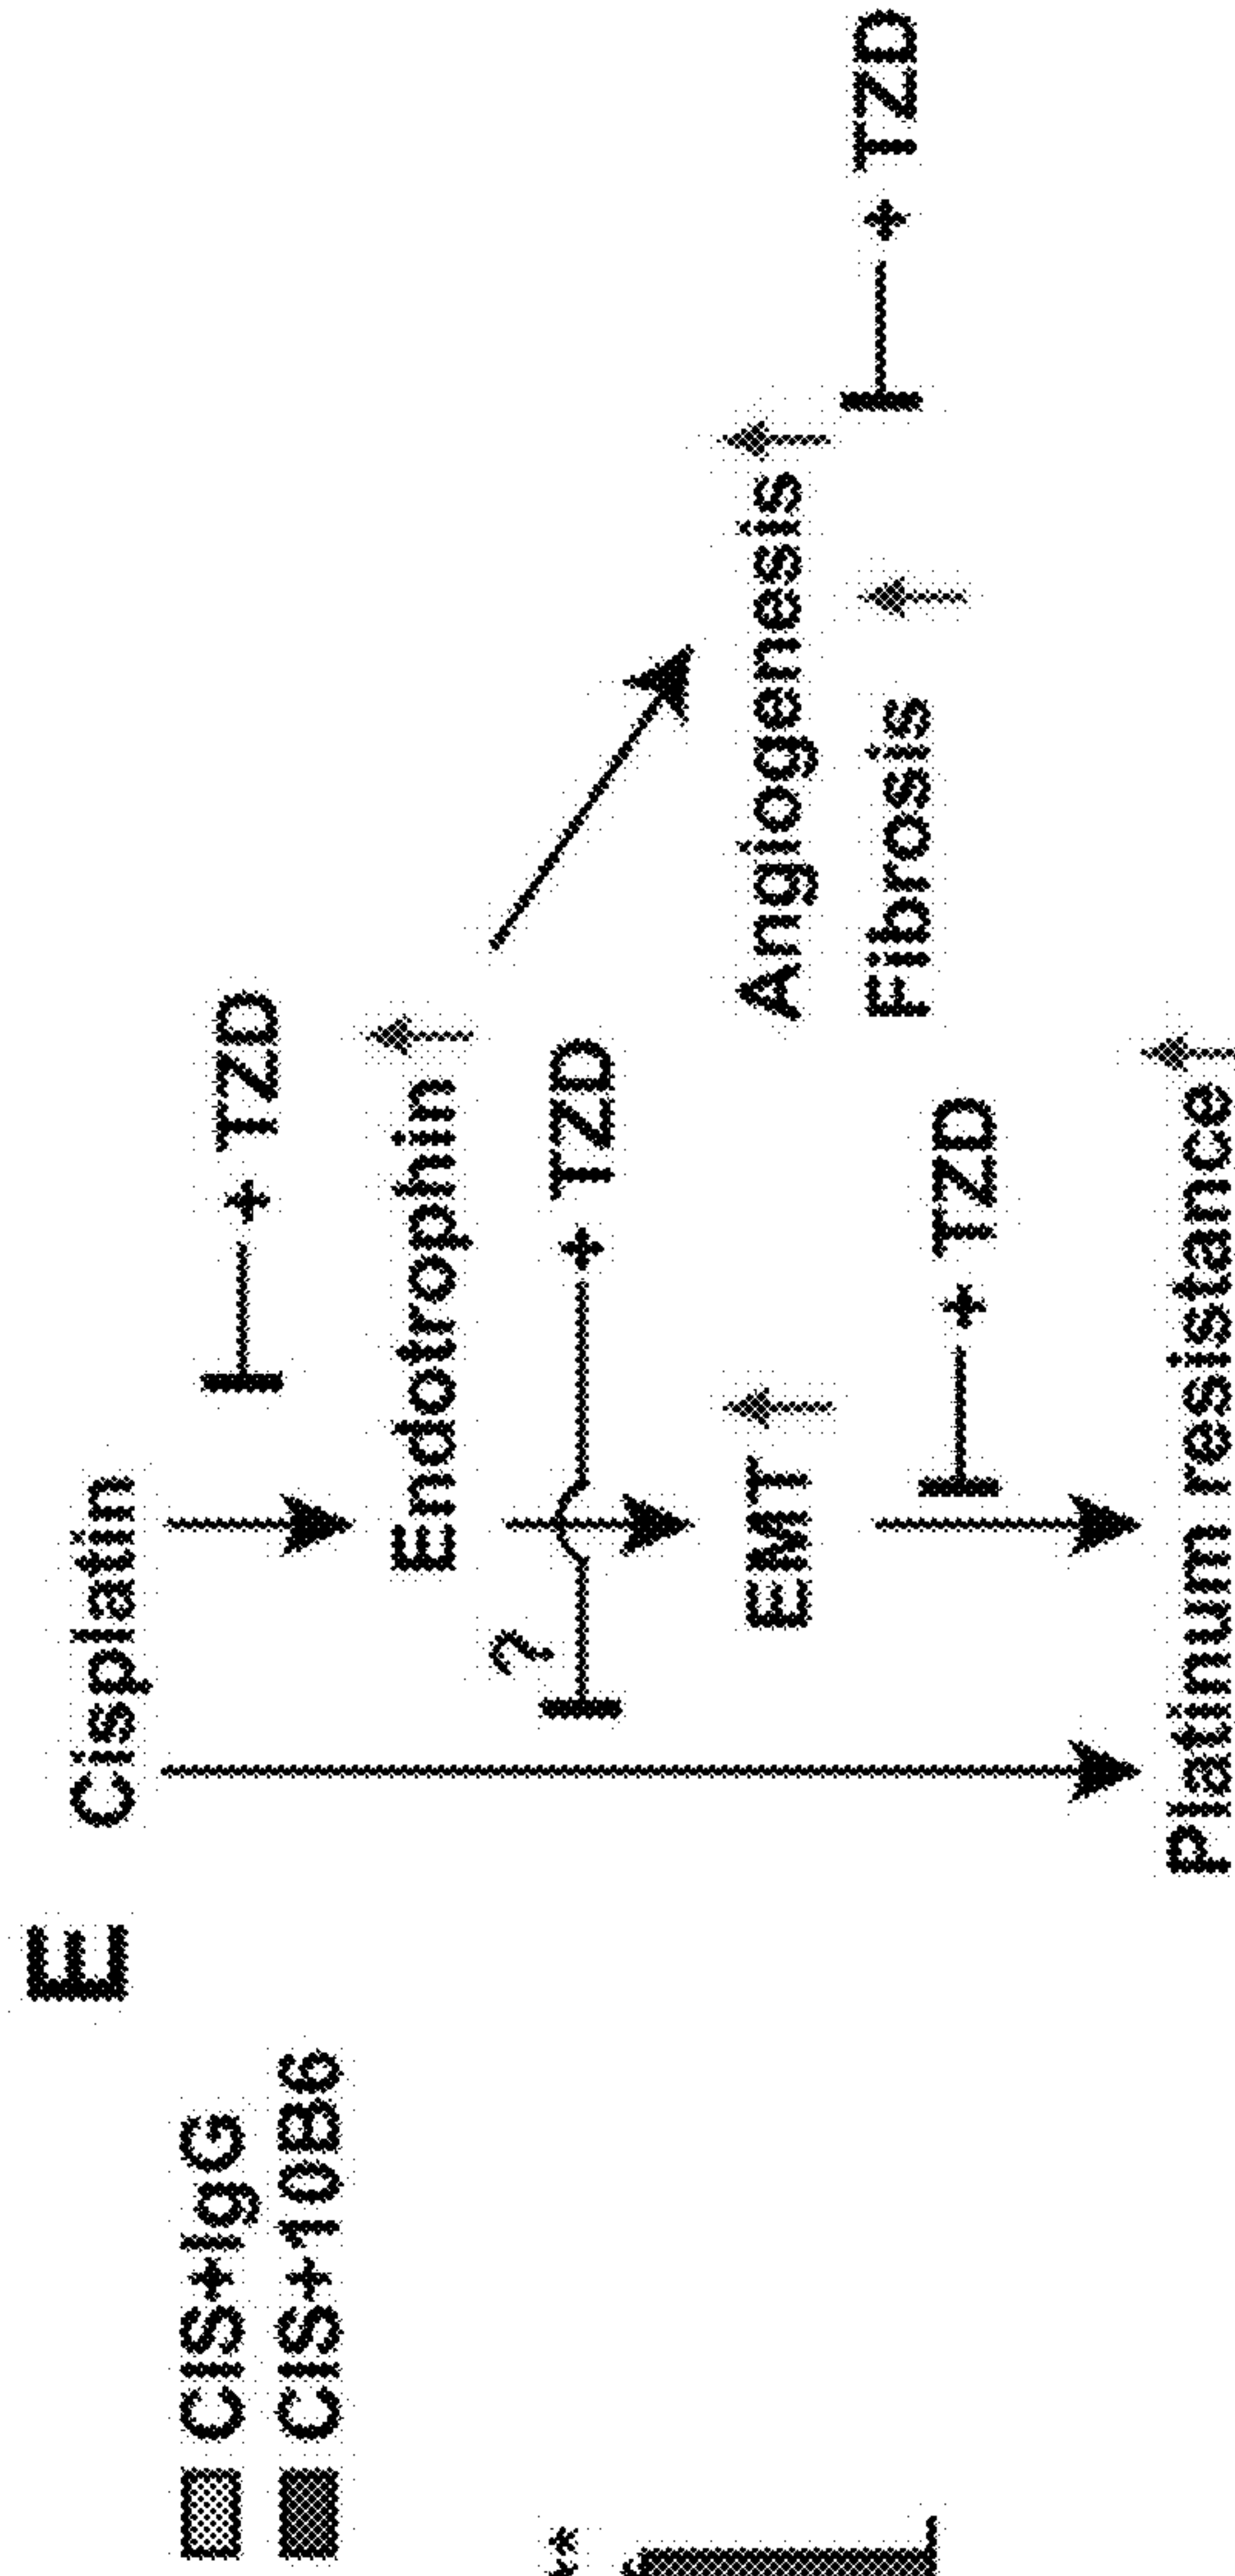 CIS+IgG
CIS+10B6
**
*
E
Cisplatin
+ TZD
Endotrophin
?
+ TZD
EMT
Angiogenesis
Fibrosis
+ TZD
+ TZD
Platinum resistance